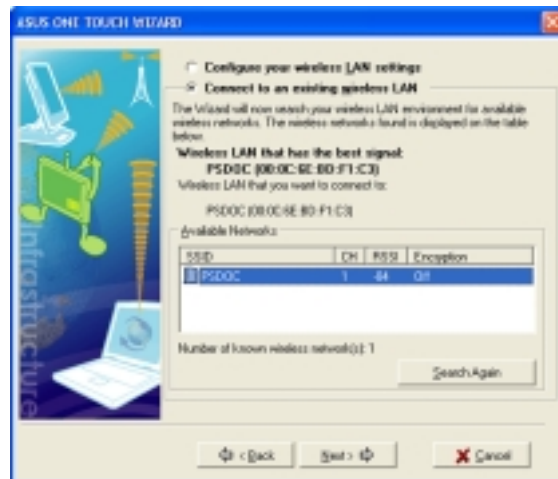 ASUS ONE TOUCH WIZARD
Configure your wireless LAN settings
Connect to an existing wireless LAN
The Wizard will now search your wireless LAN environment for available
wireless networks. The wireless networks found is displayed on the table
below.
Wireless LAN that has the best signal:
PSDOC (00:0C:6E:BD:F1:C3)
Wireless LAN that you want to connect to:
PSDOC (00:0C:6E:BD:F1:C3)
Available Networks
SSID CH RSSI Encryption
PSDOC 1 -84 Off
Number of known wireless network(s): 1
Search Again
< Back Next > Cancel
Infrastructure